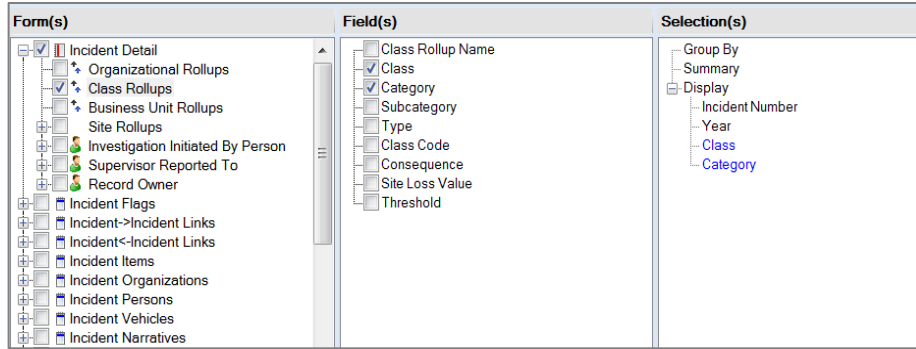 Form(s)
Incident Detail
Organizational Rollups
Class Rollups
Business Unit Rollups
Site Rollups
Investigation Initiated By Person
Supervisor Reported To
Record Owner
Incident Flags
Incident->Incident Links
Incident<-Incident Links
Incident Items
Incident Organizations
Incident Persons
Incident Vehicles
Incident Narratives
Field(s)
Class Rollup Name
Class
Category
Subcategory
Type
Class Code
Consequence
Site Loss Value
Threshold
Selection(s)
Group By
Summary
Display
Incident Number
Year
Class
Category